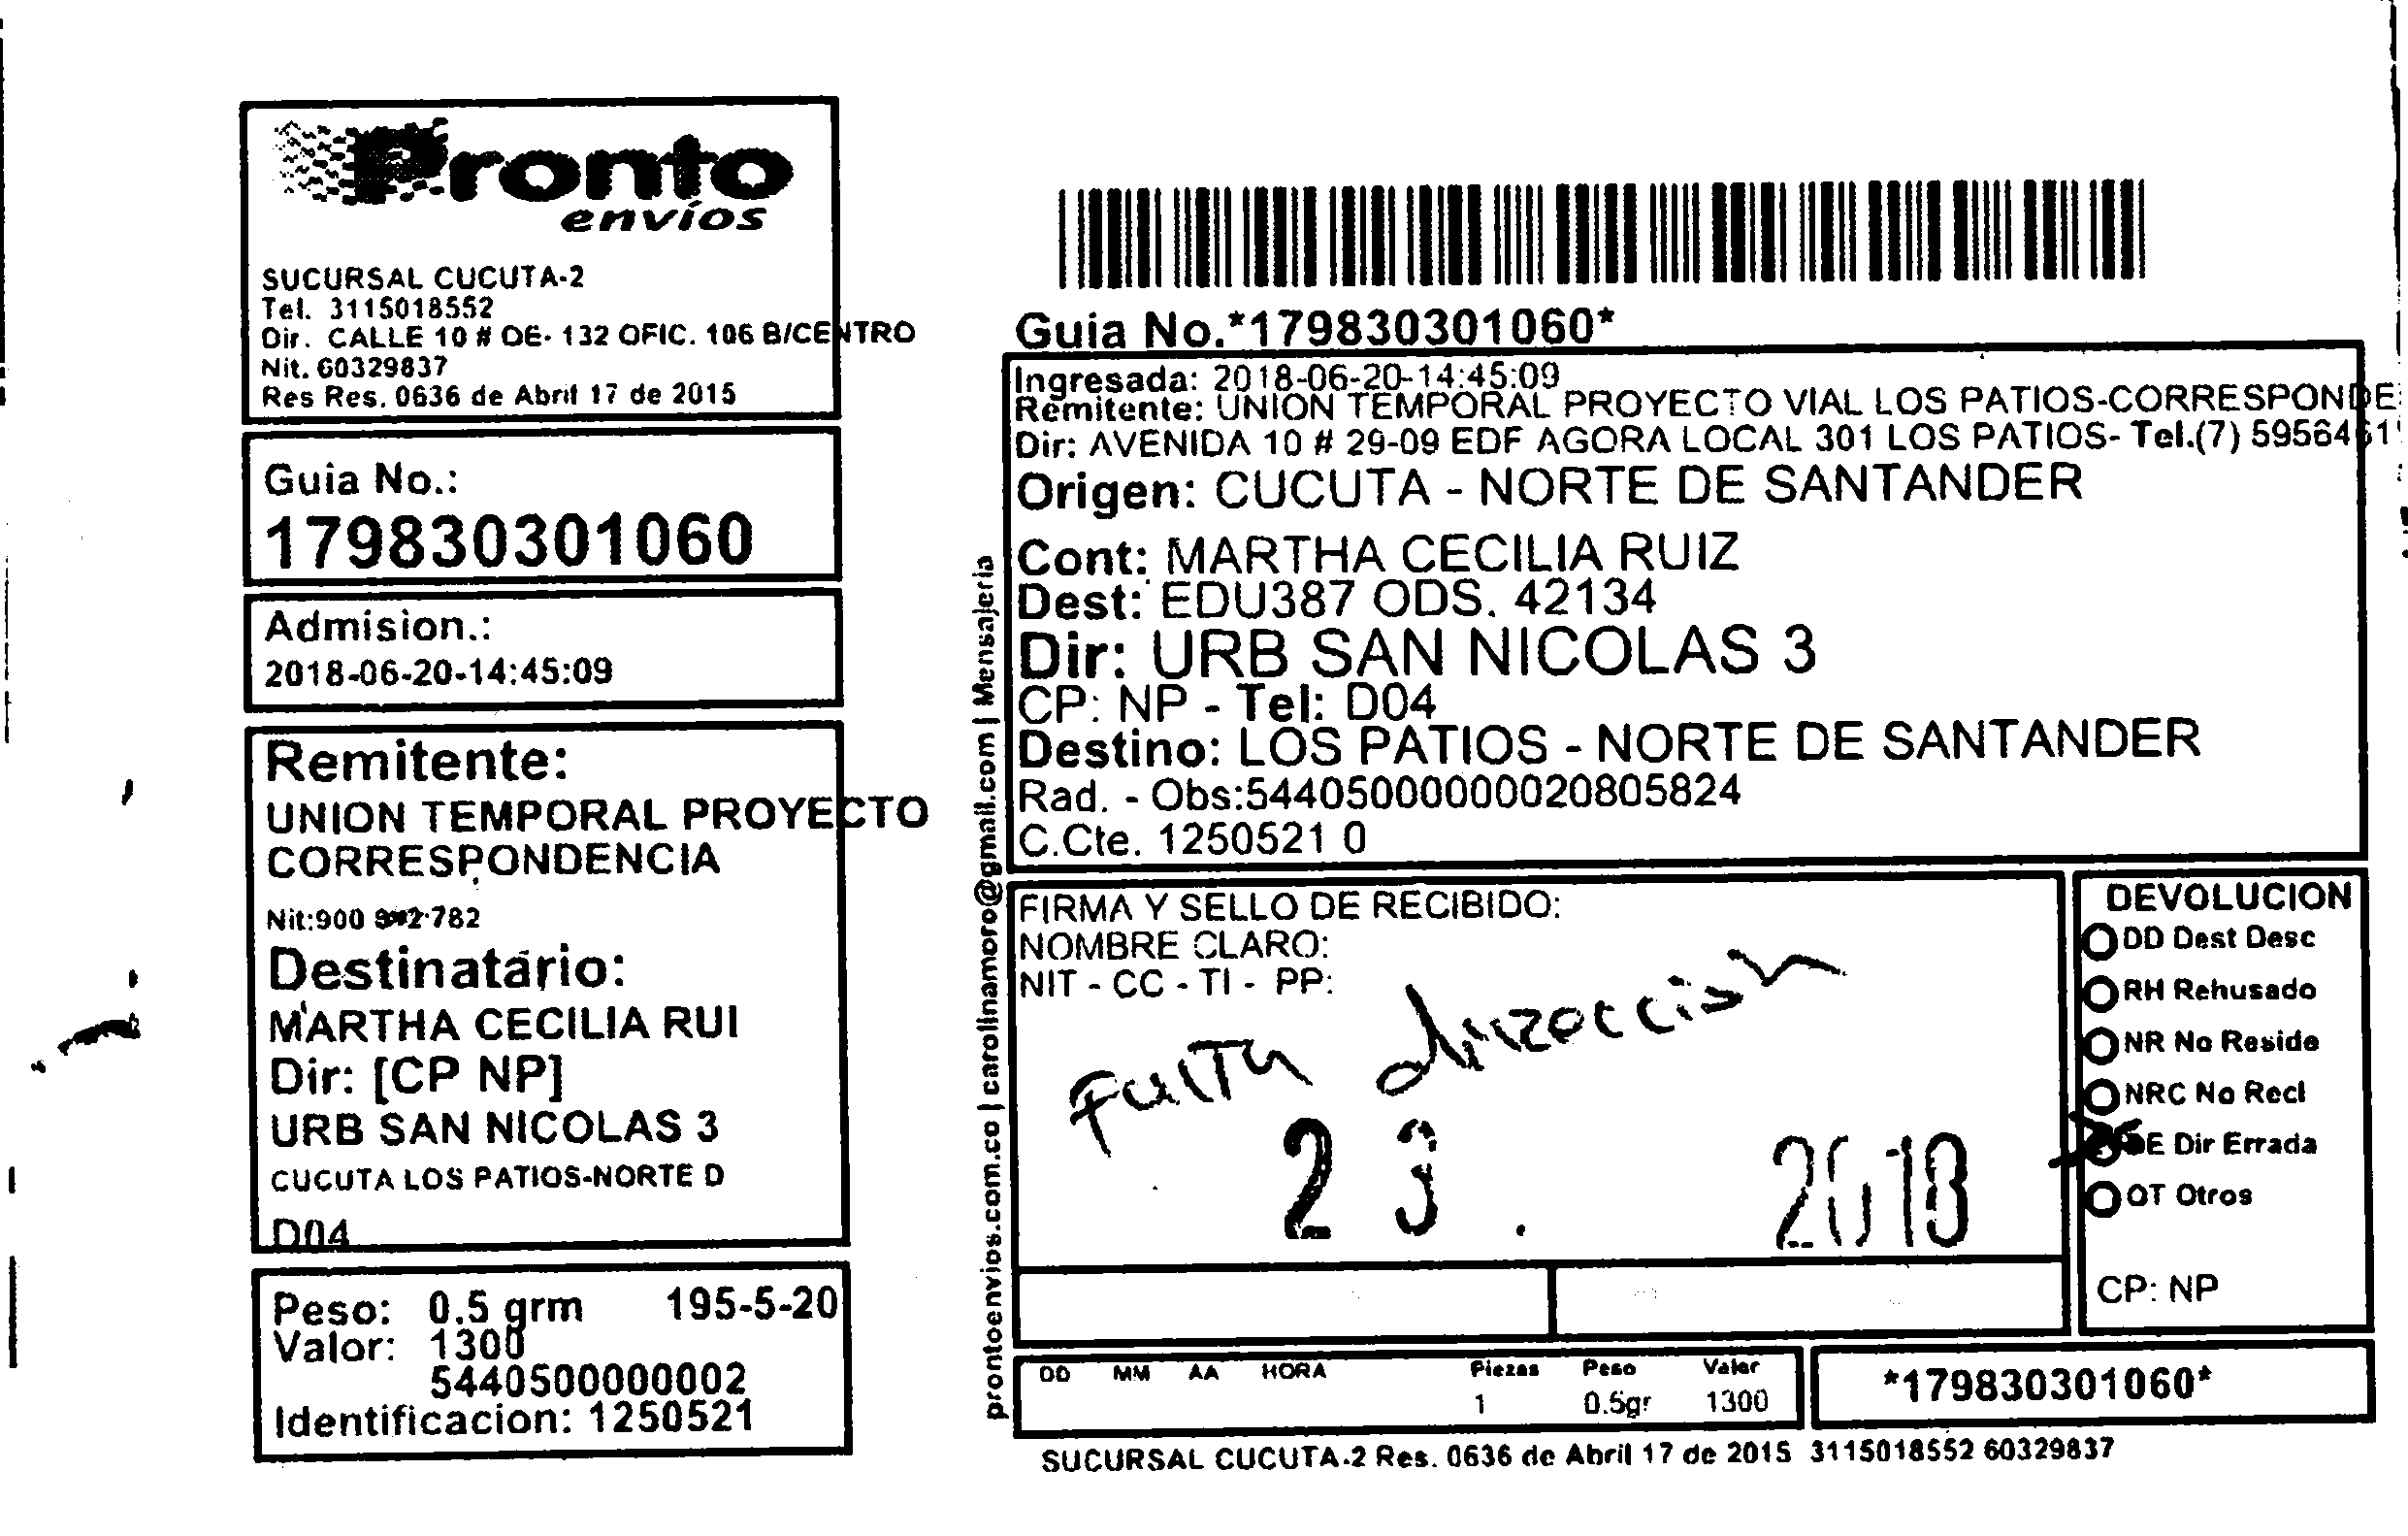 Pronto
envíos
SUCURSAL CUCUTA-2
Tel. 3115018552
Dir. CALLE 10 # OE- 132 OFIC. 106 B/CENTRO
Nit. 60329837
Res Res. 0636 de Abril 17 de 2015
Guia No.:
179830301060
Admision.:
2018-06-20-14:45:09
Remitente:
UNION TEMPORAL PROYECTO
CORRESPONDENCIA
Nit:900 782
Destinatario:
MARTHA CECILIA RUI
Dir: [CP NP]
URB SAN NICOLAS 3
CUCUTA LOS PATIOS-NORTE D
D04
Peso: 0.5 grm 195-5-20
Valor: 1300
5440500000002
Identificacion: 1250521
prontoenvios.com.co | carolinamoro@gmail.com | Mensajeria
Guia No.*179830301060*
Ingresada: 2018-06-20-14:45:09
Remitente: UNION TEMPORAL PROYECTO VIAL LOS PATIOS-CORRESPONDE
Dir: AVENIDA 10 # 29-09 EDF AGORA LOCAL 301 LOS PATIOS- Tel.(7) 5956461
Origen: CUCUTA - NORTE DE SANTANDER
Cont: MARTHA CECILIA RUIZ
Dest: EDU387 ODS. 42134
Dir: URB SAN NICOLAS 3
CP: NP - Tel: D04
Destino: LOS PATIOS - NORTE DE SANTANDER
Rad. - Obs:544050000000020805824
C.Cte. 1250521 0
FIRMA Y SELLO DE RECIBIDO:
NOMBRE CLARO:
NIT - CC - TI - PP:
Falta direccion
23 2018
DEVOLUCION
DD Dest Desc
RH Rehusado
NR No Reside
NRC No Recl
DE Dir Errada
OT Otros
CP: NP
DD MM AA HORA Piezas Peso Valor
1 0.5gr 1300
*179830301060*
SUCURSAL CUCUTA-2 Res. 0636 de Abril 17 de 2015 3115018552 60329837